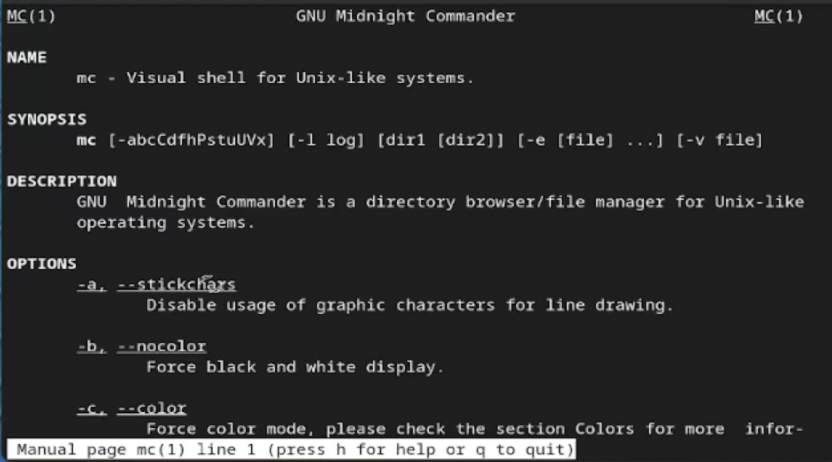 MC(1) GNU Midnight Commander MC(1)
NAME
mc - Visual shell for Unix-like systems.
SYNOPSIS
mc [-abcCdfhPstuUVx] [-l log] [dir1 [dir2]] [-e [file] ...] [-v file]
DESCRIPTION
GNU  Midnight Commander is a directory browser/file manager for Unix-like
operating systems.
OPTIONS
-a, --stickchars
Disable usage of graphic characters for line drawing.
-b, --nocolor
Force black and white display.
-c, --color
Force color mode, please check the section Colors for more  infor-
Manual page mc(1) line 1 (press h for help or q to quit)